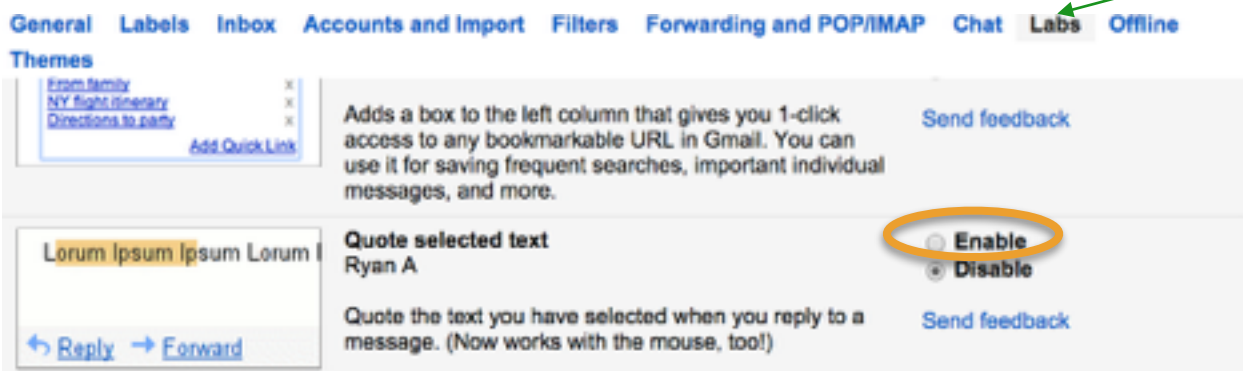 General Labels Inbox Accounts and Import Filters Forwarding and POP/IMAP Chat Labs Offline
Themes
From family x
NY flight itinerary x
Directions to party x
Add Quick Link
Adds a box to the left column that gives you 1-click
access to any bookmarkable URL in Gmail. You can
use it for saving frequent searches, important individual
messages, and more.
Send feedback
Lorum Ipsum Ipsum Lorum I
Reply Forward
Quote selected text
Ryan A
Quote the text you have selected when you reply to a
message. (Now works with the mouse, too!)
Enable
Disable
Send feedback